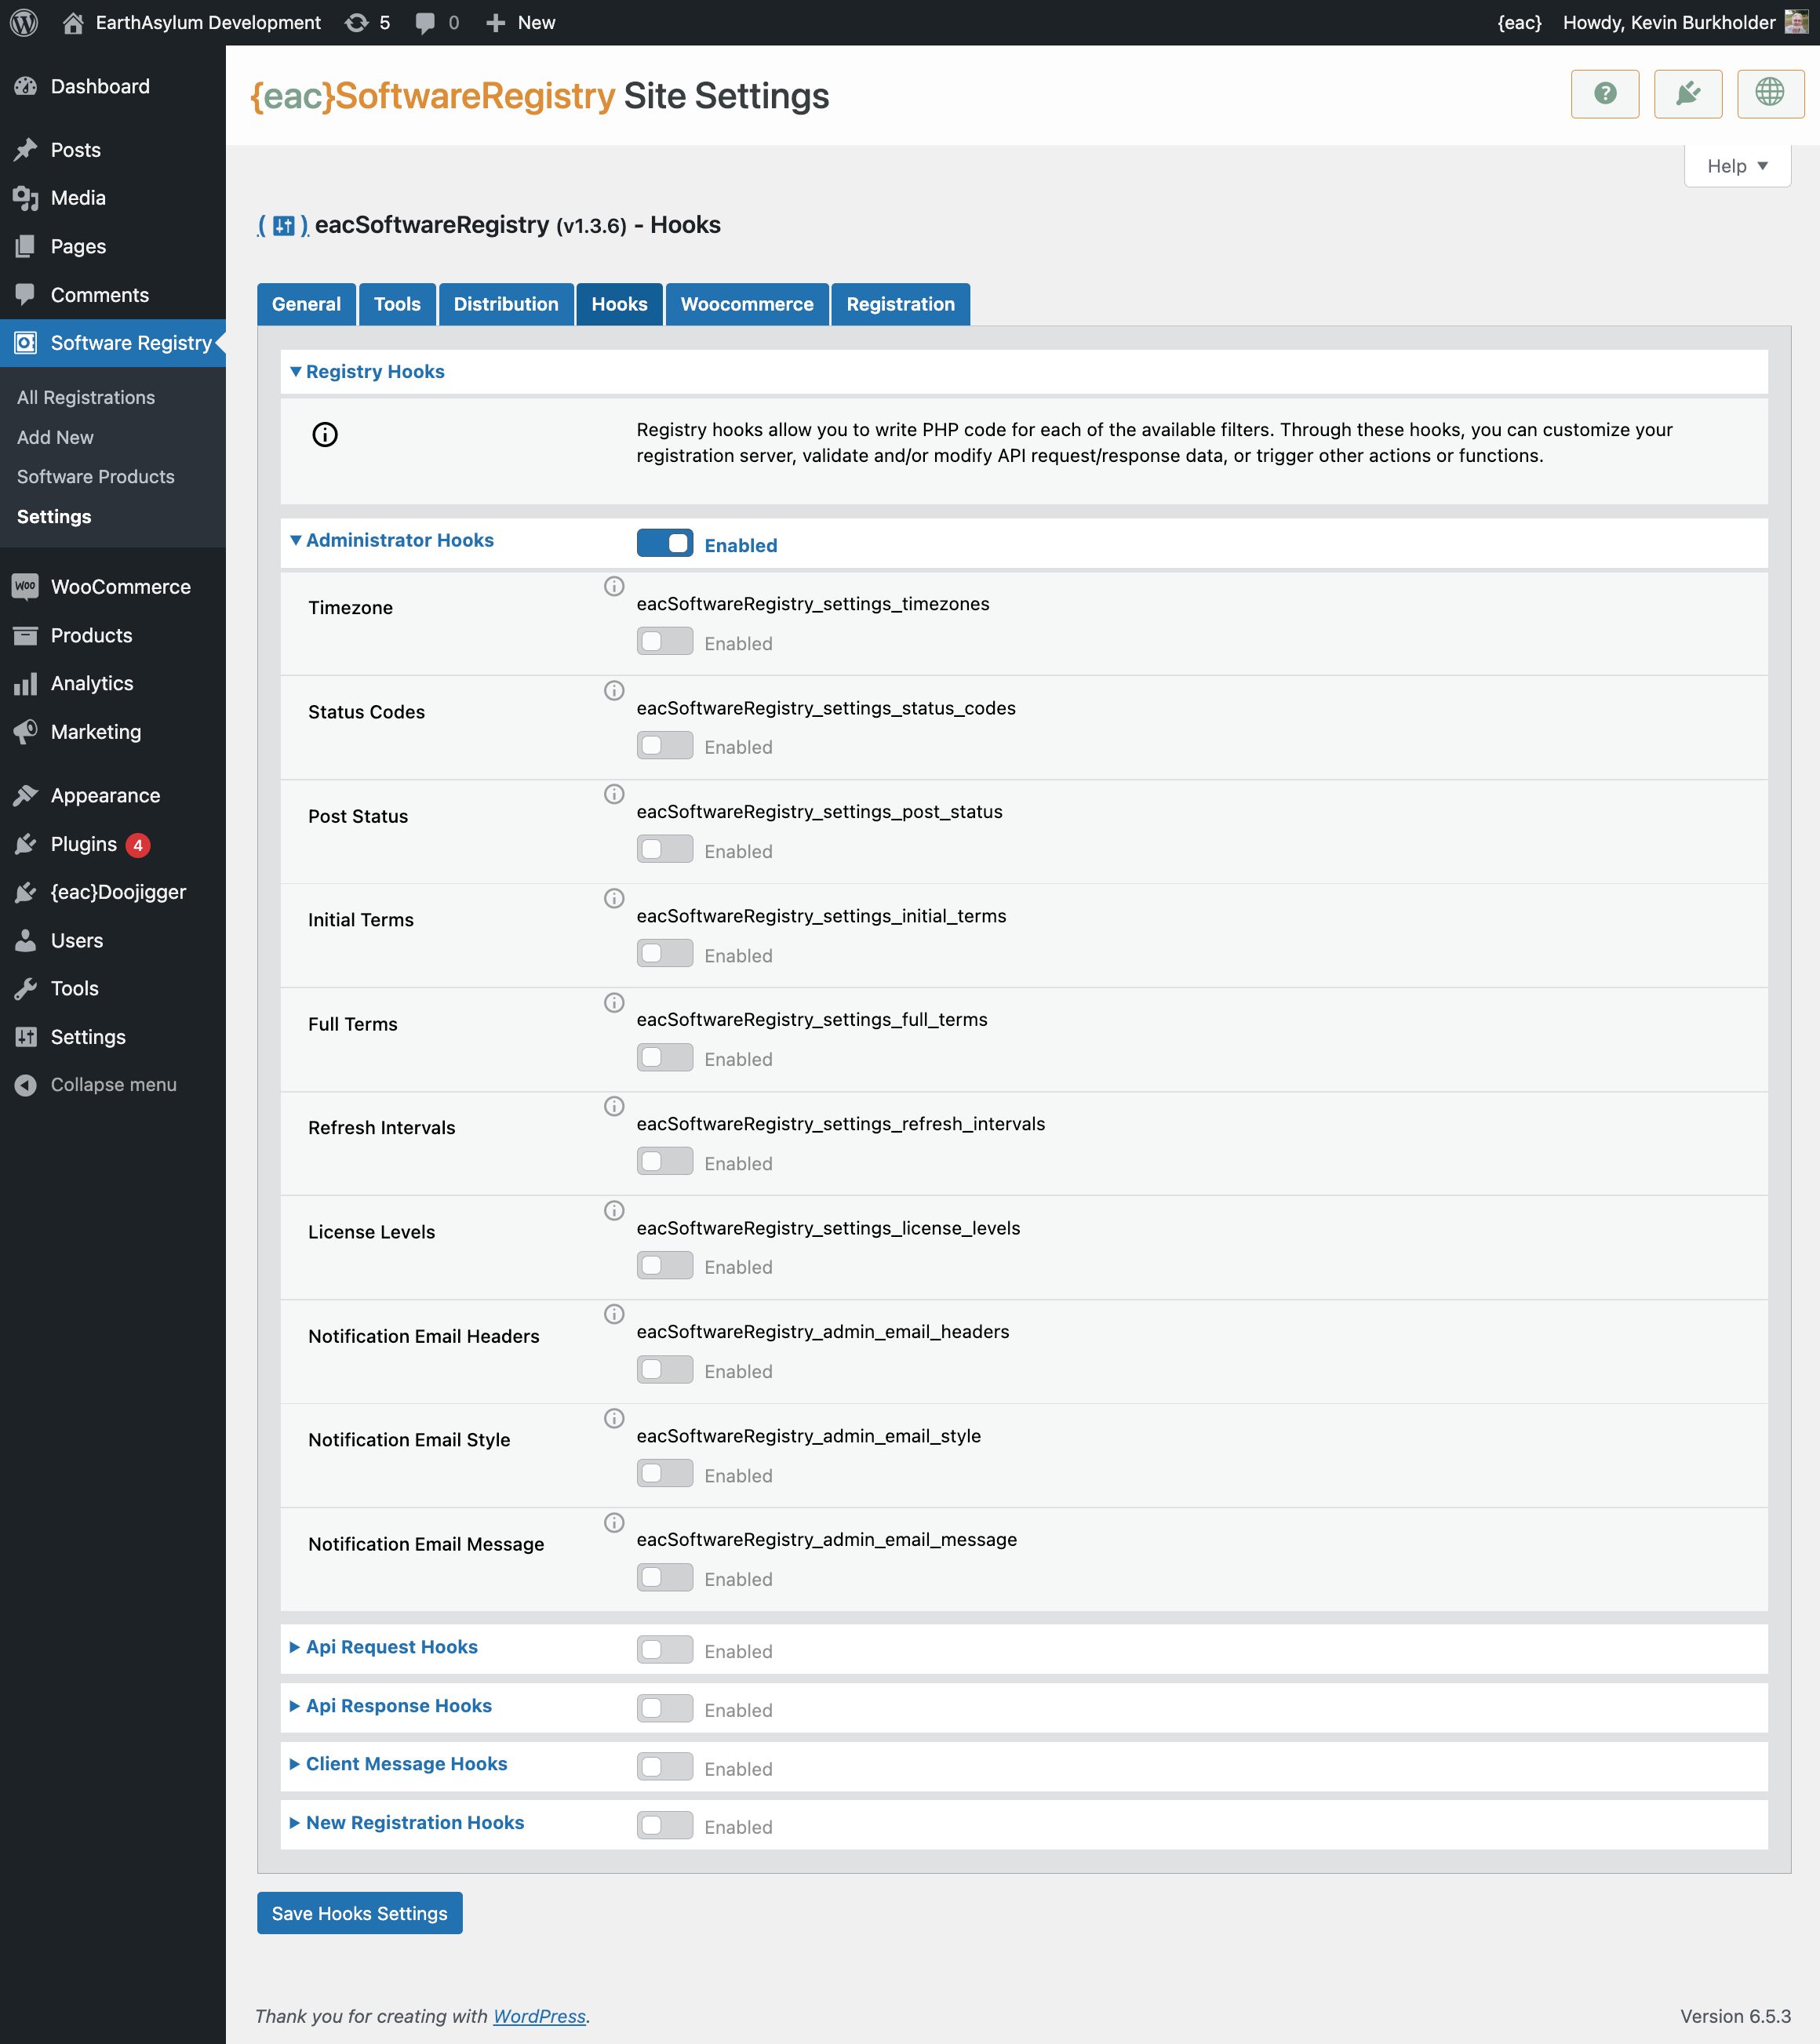 EarthAsylum Development 5 0 New {eac} Howdy, Kevin Burkholder
Dashboard
Posts
Media
Pages
Comments
Software Registry
All Registrations
Add New
Software Products
Settings
WOO WooCommerce
Products
Analytics
Marketing
Appearance
Plugins 4
{eac}Doojigger
Users
Tools
Settings
Collapse menu
{eac}SoftwareRegistry Site Settings
Help
eacSoftwareRegistry (v1.3.6) - Hooks
General Tools Distribution Hooks Woocommerce Registration
Registry Hooks
Registry hooks allow you to write PHP code for each of the available filters. Through these hooks, you can customize your
registration server, validate and/or modify API request/response data, or trigger other actions or functions.
Administrator Hooks Enabled
Timezone eacSoftwareRegistry_settings_timezones
Enabled
Status Codes eacSoftwareRegistry_settings_status_codes
Enabled
Post Status eacSoftwareRegistry_settings_post_status
Enabled
Initial Terms eacSoftwareRegistry_settings_initial_terms
Enabled
Full Terms eacSoftwareRegistry_settings_full_terms
Enabled
Refresh Intervals eacSoftwareRegistry_settings_refresh_intervals
Enabled
License Levels eacSoftwareRegistry_settings_license_levels
Enabled
Notification Email Headers eacSoftwareRegistry_admin_email_headers
Enabled
Notification Email Style eacSoftwareRegistry_admin_email_style
Enabled
Notification Email Message eacSoftwareRegistry_admin_email_message
Enabled
Api Request Hooks Enabled
Api Response Hooks Enabled
Client Message Hooks Enabled
New Registration Hooks Enabled
Save Hooks Settings
Thank you for creating with WordPress. Version 6.5.3